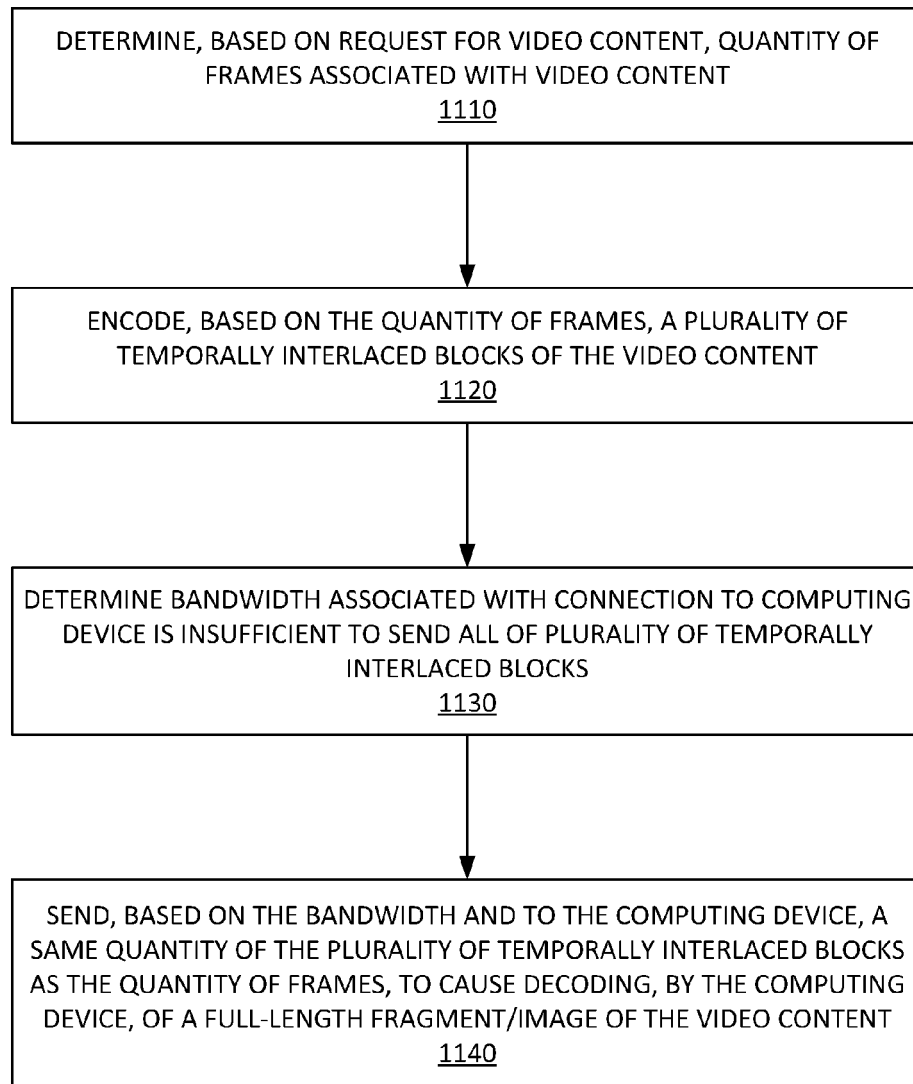 DETERMINE, BASED ON REQUEST FOR VIDEO CONTENT, QUANTITY OF
FRAMES ASSOCIATED WITH VIDEO CONTENT
1110
ENCODE, BASED ON THE QUANTITY OF FRAMES, A PLURALITY OF
TEMPORALLY INTERLACED BLOCKS OF THE VIDEO CONTENT
1120
DETERMINE BANDWIDTH ASSOCIATED WITH CONNECTION TO COMPUTING
DEVICE IS INSUFFICIENT TO SEND ALL OF PLURALITY OF TEMPORALLY
INTERLACED BLOCKS
1130
SEND, BASED ON THE BANDWIDTH AND TO THE COMPUTING DEVICE, A
SAME QUANTITY OF THE PLURALITY OF TEMPORALLY INTERLACED BLOCKS
AS THE QUANTITY OF FRAMES, TO CAUSE DECODING, BY THE COMPUTING
DEVICE, OF A FULL-LENGTH FRAGMENT/IMAGE OF THE VIDEO CONTENT
1140